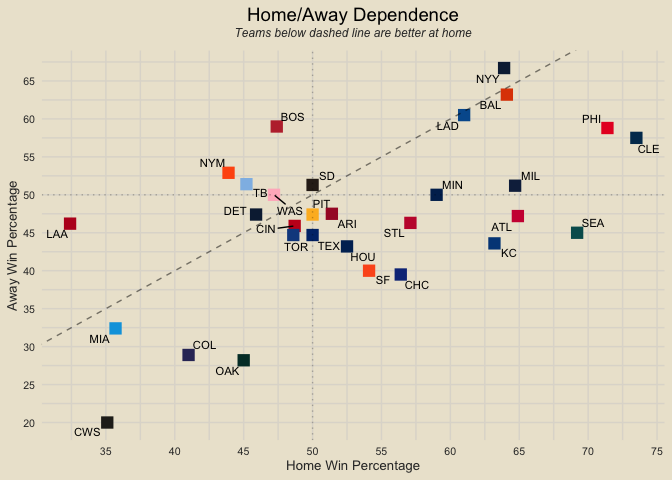 Home/Away Dependence
Teams below dashed line are better at home
Away Win Percentage
65
60
55
50
45
40
35
30
25
20
NYY
BAL
LAD
BOS
PHI
CLE
NYM
TB
SD
MIN
MIL
DET
WAS
PIT
ARI
ATL
LAA
CIN
STL
SEA
TOR
TEX
HOU
KC
SF
CHC
MIA
COL
OAK
CWS
35
40
45
50
55
60
65
70
75
Home Win Percentage